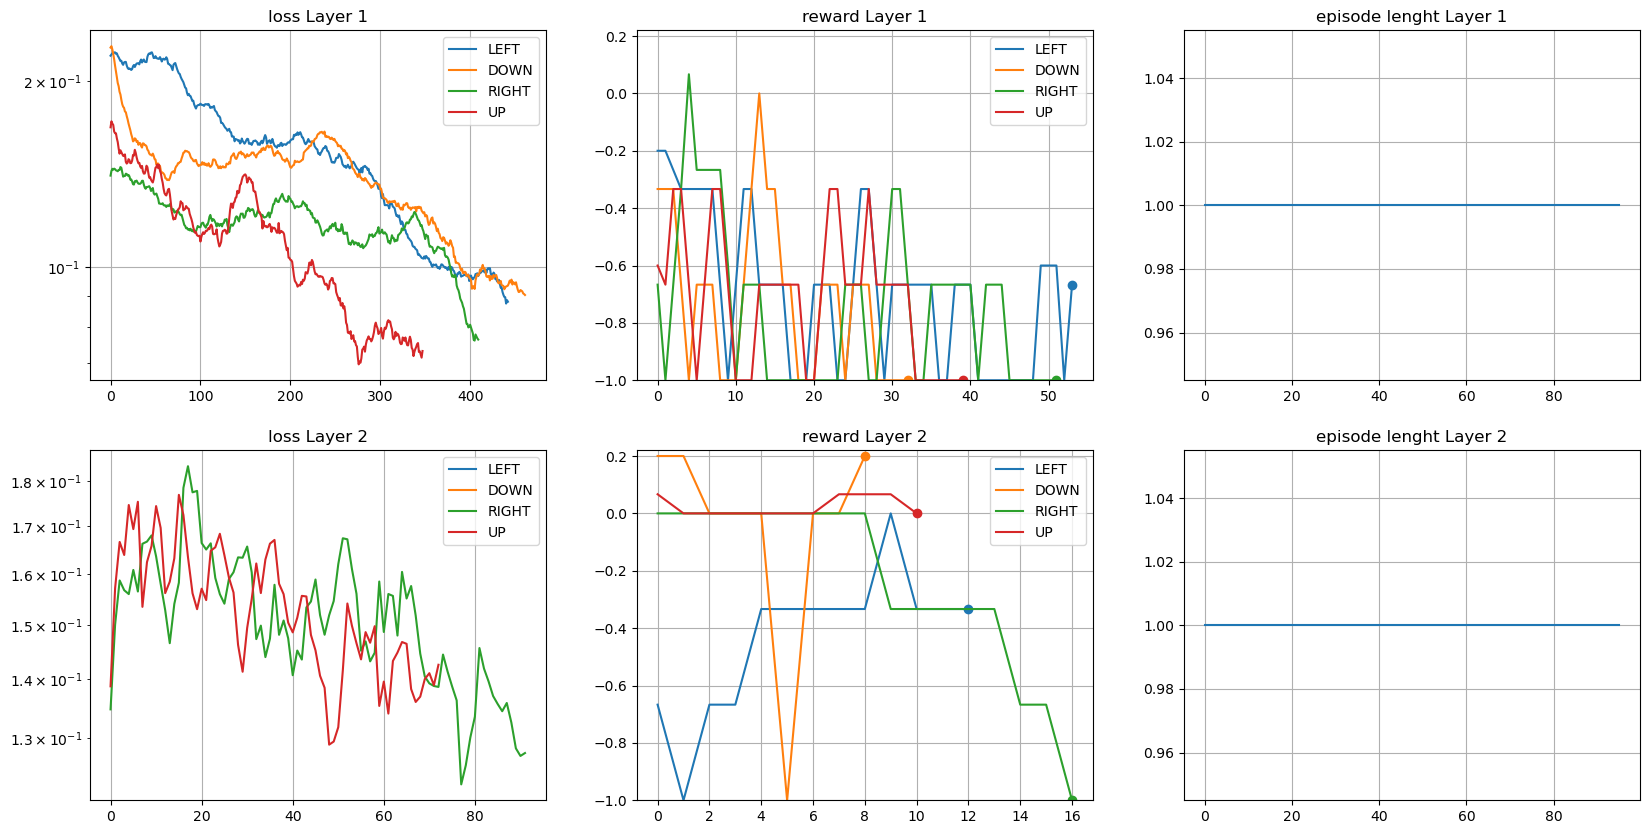 loss Layer 1
2 × 10⁻¹
10⁻¹
0 100 200 300 400
LEFT
DOWN
RIGHT
UP
reward Layer 1
0.2
0.0
−0.2
−0.4
−0.6
−0.8
−1.0
0 10 20 30 40 50
LEFT
DOWN
RIGHT
UP
episode lenght Layer 1
1.04
1.02
1.00
0.98
0.96
0 20 40 60 80
loss Layer 2
1.8 × 10⁻¹
1.7 × 10⁻¹
1.6 × 10⁻¹
1.5 × 10⁻¹
1.4 × 10⁻¹
1.3 × 10⁻¹
0 20 40 60 80
LEFT
DOWN
RIGHT
UP
reward Layer 2
0.2
0.0
−0.2
−0.4
−0.6
−0.8
−1.0
0 2 4 6 8 10 12 14 16
LEFT
DOWN
RIGHT
UP
episode lenght Layer 2
1.04
1.02
1.00
0.98
0.96
0 20 40 60 80